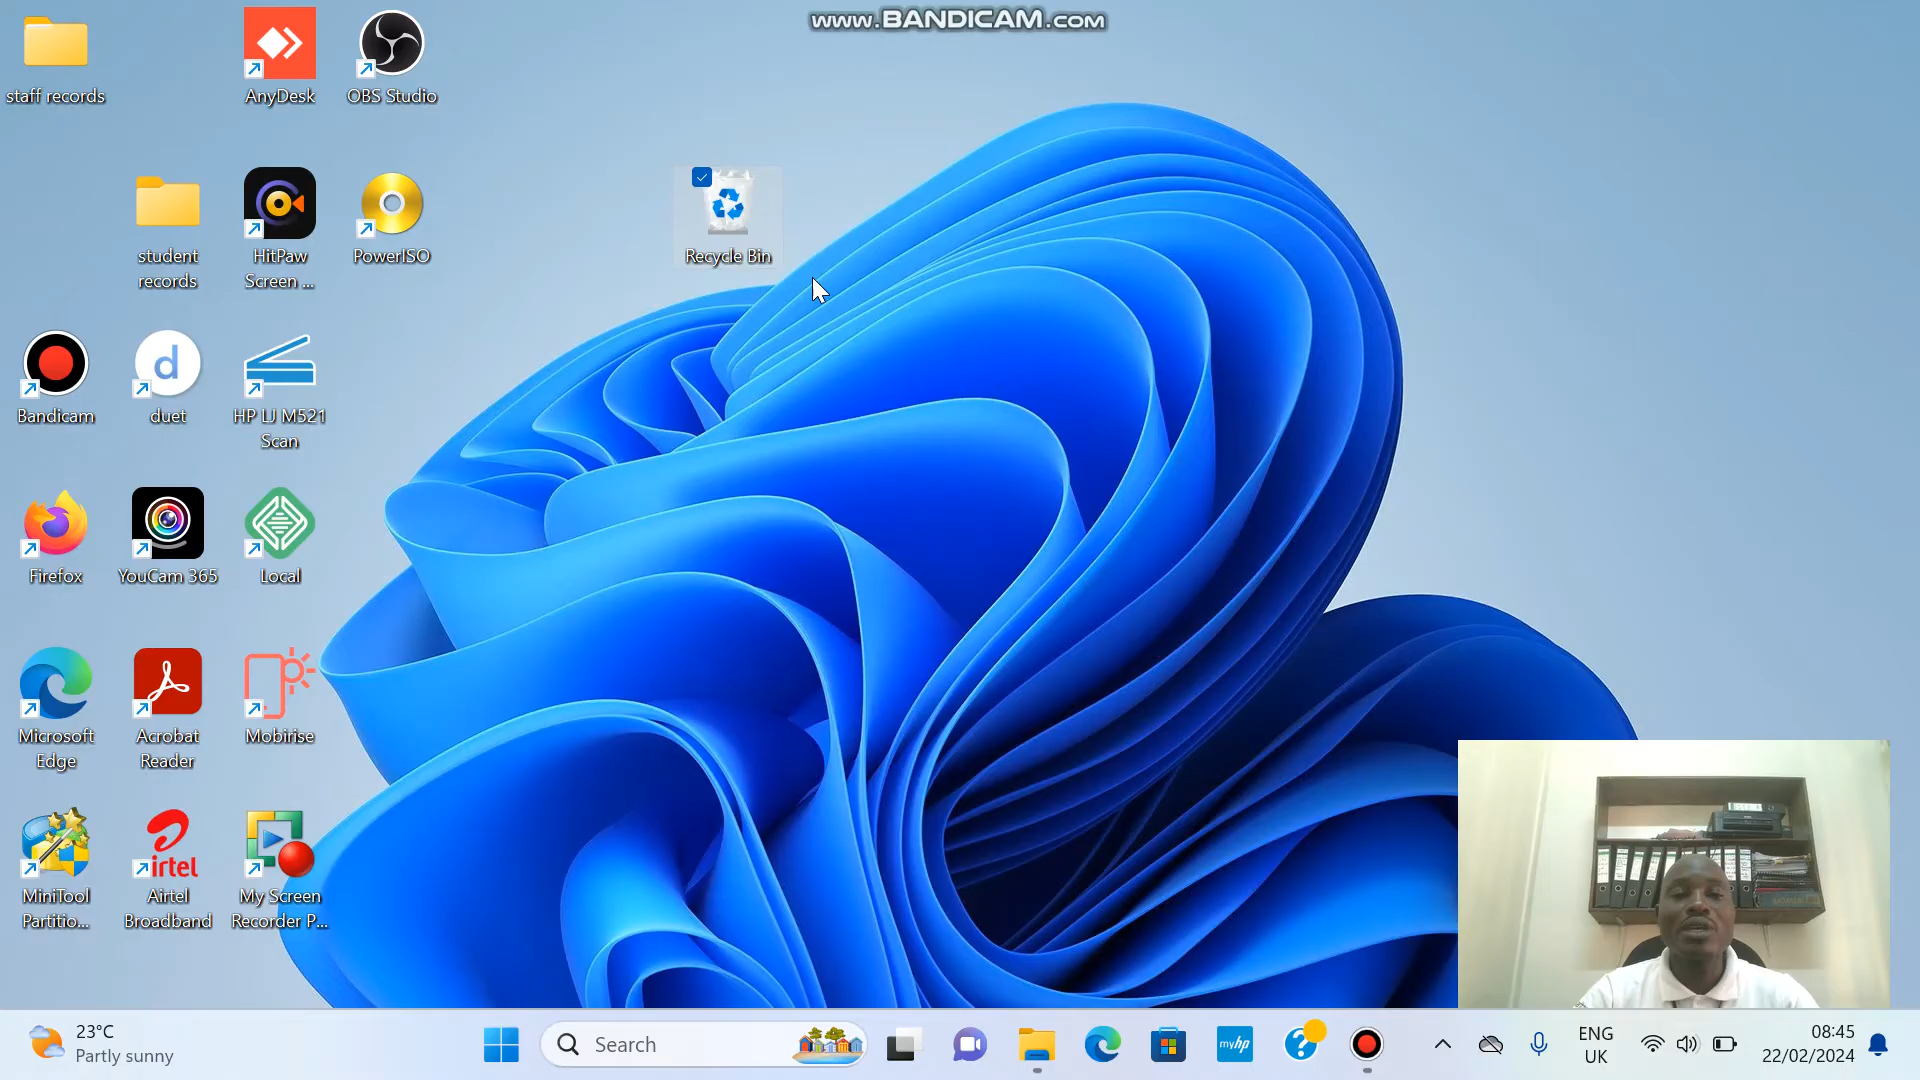 www.BANDICAM.com
staff records
AnyDesk
OBS Studio
student
records
HitPaw
Screen ...
PowerISO
Recycle Bin
Bandicam
d
duet
HP LJ M521
Scan
Firefox
YouCam 365
Local
Microsoft
Edge
Acrobat
Reader
Mobirise
MiniTool
Partitio...
airtel
Airtel
Broadband
My Screen
Recorder P...
23°C
Partly sunny
Search
myhp
?
ENG
UK
08:45
22/02/2024